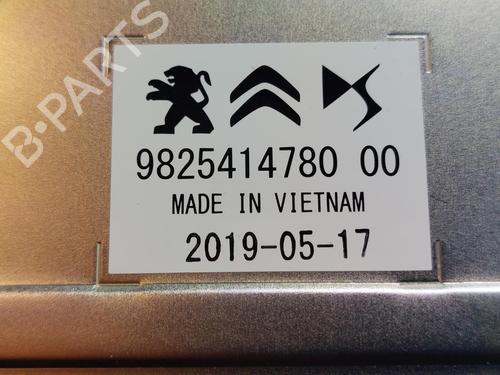 B-PARTS
9825414780 00
MADE IN VIETNAM
2019-05-17